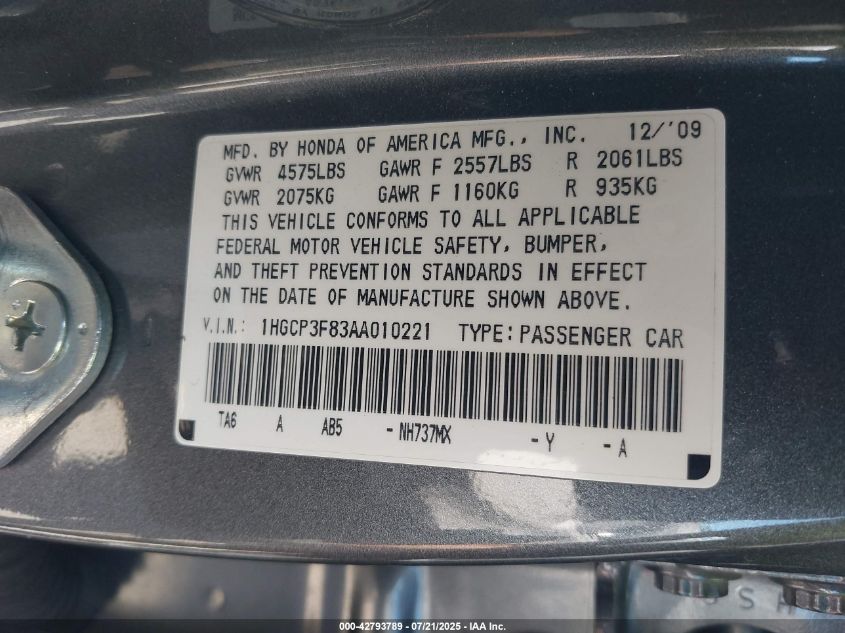 MFD. BY HONDA OF AMERICA MFG., INC. 12/'09
GVWR 4575LBS GAWR F 2557LBS R 2061LBS
GVWR 2075KG GAWR F 1160KG R 935KG
THIS VEHICLE CONFORMS TO ALL APPLICABLE
FEDERAL MOTOR VEHICLE SAFETY, BUMPER,
AND THEFT PREVENTION STANDARDS IN EFFECT
ON THE DATE OF MANUFACTURE SHOWN ABOVE.
V.I.N.: 1HGCP3F83AA010221 TYPE: PASSENGER CAR
TA6 A AB5 - NH737MX - Y - A
000-42793789 - 07/21/2025 - IAA Inc.